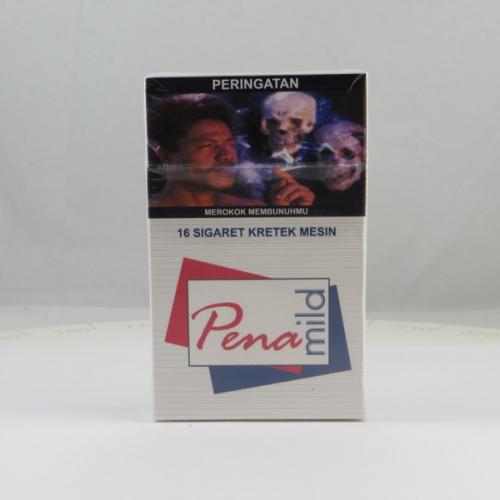 PERINGATAN
MEROKOK MEMBUNUHMU
16 SIGARET KRETEK MESIN
Pena
mild